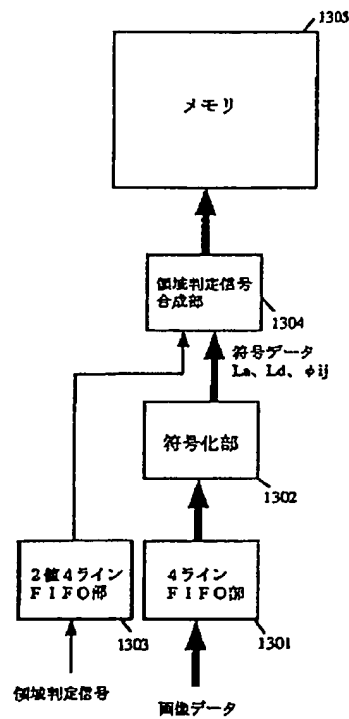 1305
メモリ
領域判定信号
合成部
1304
符号データ
La、Ld、φij
符号化部
1302
2値4ライン
FIFO部
1303
4ライン
FIFO部
1301
領域判定信号
画像データ